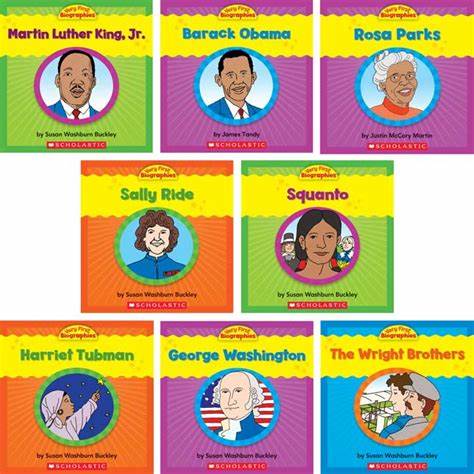 Very First
Biographies
Martin Luther King, Jr.
by Susan Washburn Buckley
SCHOLASTIC
Very First
Biographies
Barack Obama
by James Tandy
SCHOLASTIC
Very First
Biographies
Rosa Parks
by Justin McCory Martin
SCHOLASTIC
Very First
Biographies
Sally Ride
by Susan Washburn Buckley
SCHOLASTIC
Very First
Biographies
Squanto
by Susan Washburn Buckley
SCHOLASTIC
Very First
Biographies
Harriet Tubman
by Susan Washburn Buckley
SCHOLASTIC
Very First
Biographies
George Washington
by Susan Washburn Buckley
SCHOLASTIC
Very First
Biographies
The Wright Brothers
by Susan Washburn Buckley
SCHOLASTIC